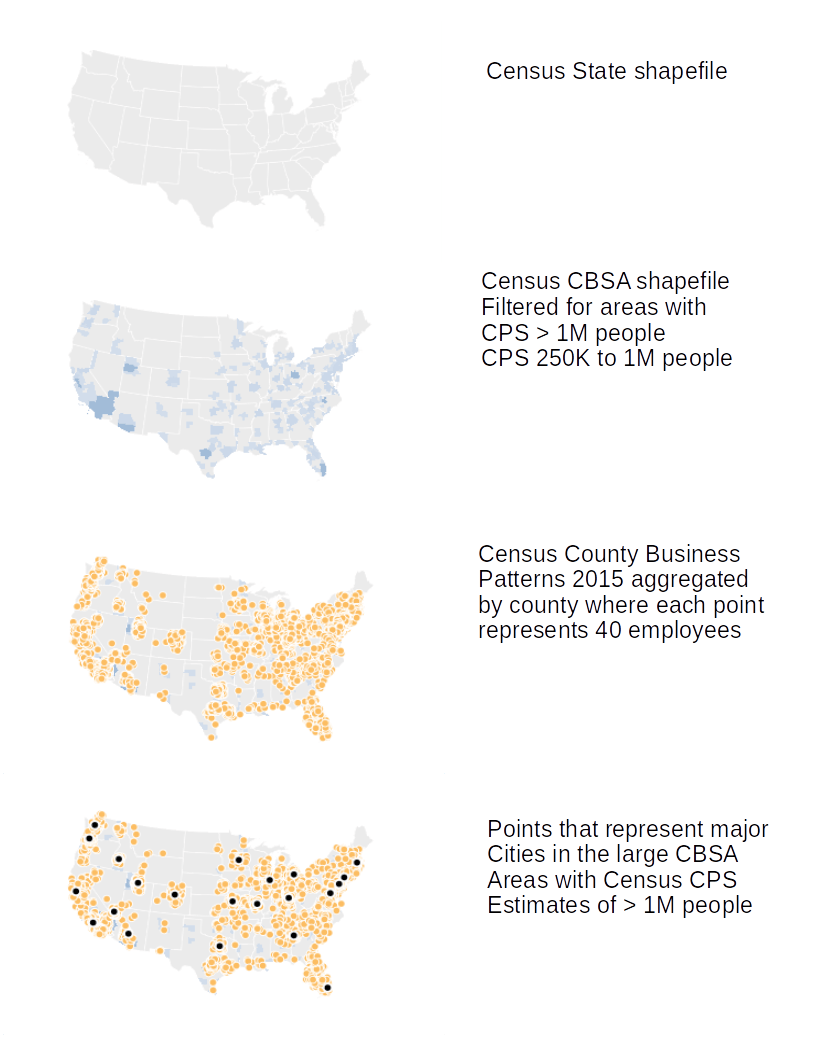 Census State shapefile
Census CBSA shapefile
Filtered for areas with
CPS > 1M people
CPS 250K to 1M people
Census County Business
Patterns 2015 aggregated
by county where each point
represents 40 employees
Points that represent major
Cities in the large CBSA
Areas with Census CPS
Estimates of > 1M people